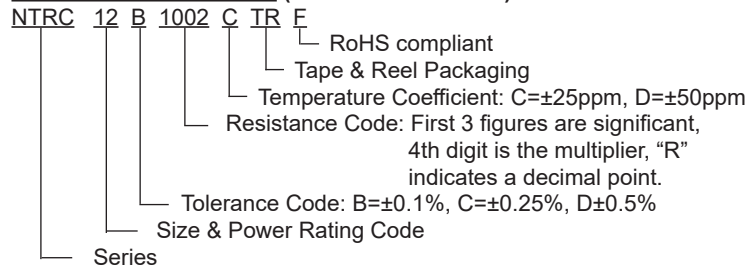 NTRC 12 B 1002 C TR F
RoHS compliant
Tape & Reel Packaging
Temperature Coefficient: C=±25ppm, D=±50ppm
Resistance Code: First 3 figures are significant,
4th digit is the multiplier, “R”
indicates a decimal point.
Tolerance Code: B=±0.1%, C=±0.25%, D±0.5%
Size & Power Rating Code
Series